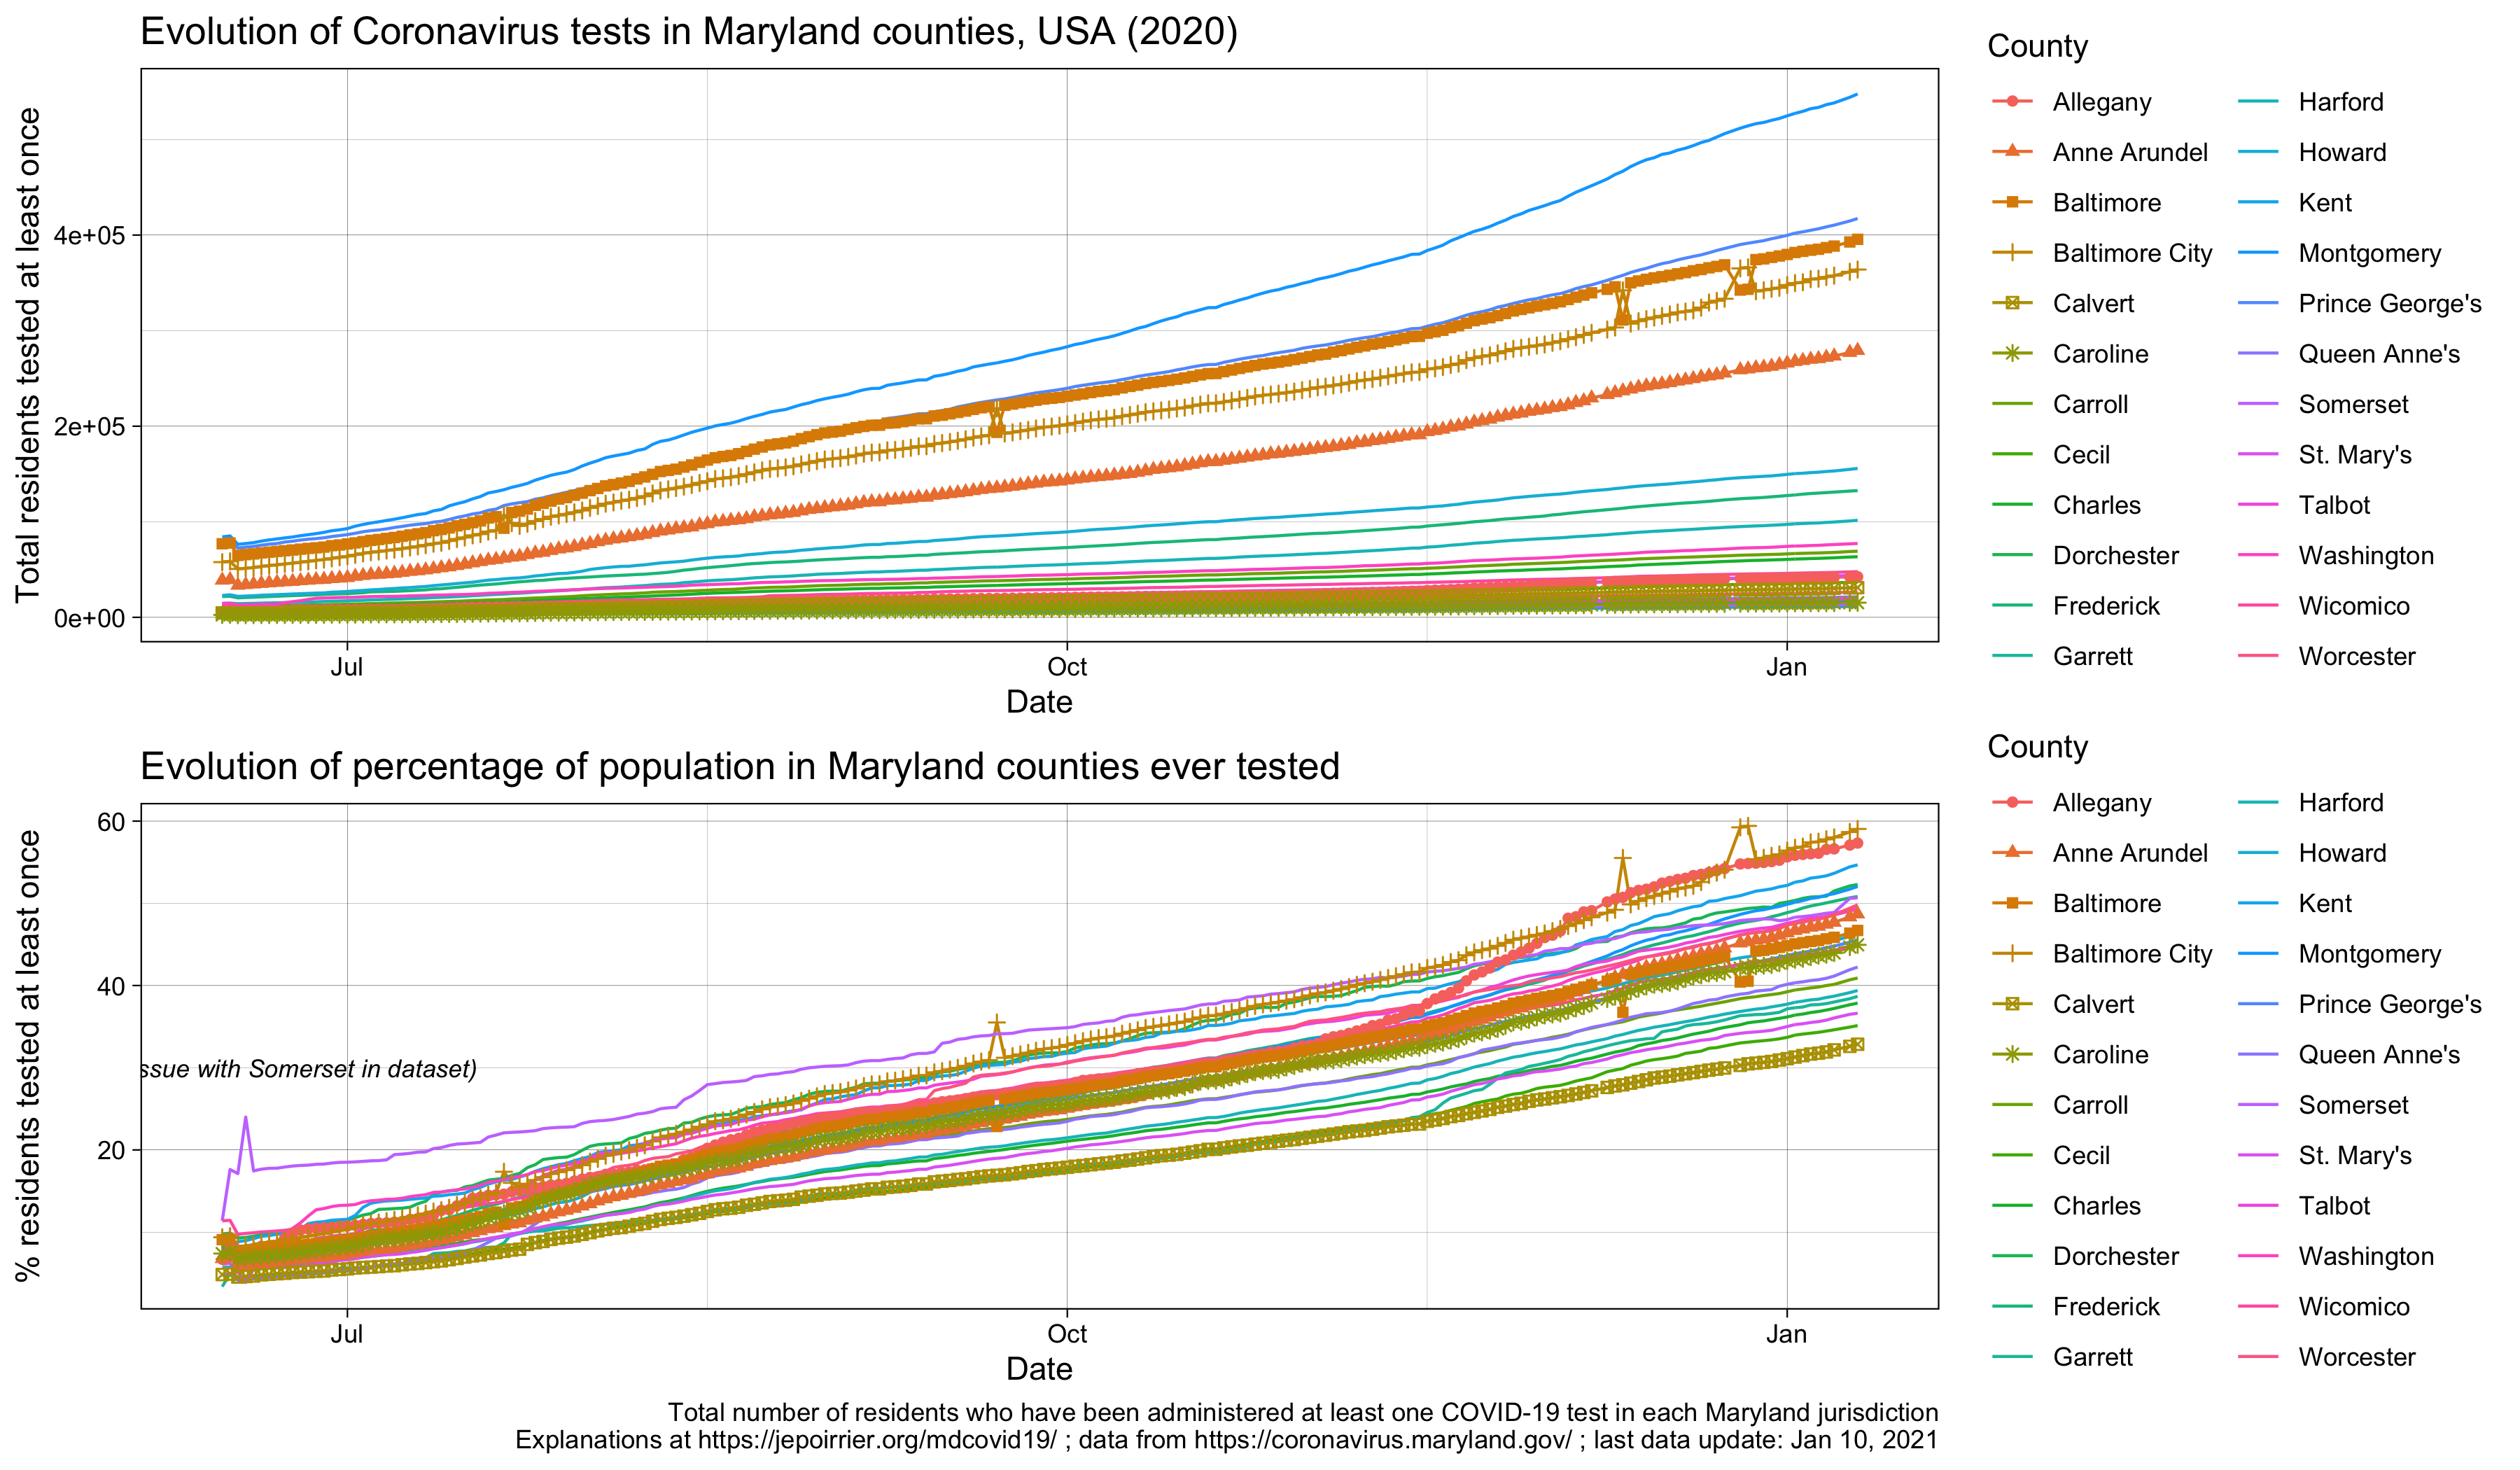 Evolution of Coronavirus tests in Maryland counties, USA (2020)
Total residents tested at least once
4e+05
2e+05
0e+00
Jul
Oct
Jan
Date
County
Allegany
Anne Arundel
Baltimore
Baltimore City
Calvert
Caroline
Carroll
Cecil
Charles
Dorchester
Frederick
Garrett
Harford
Howard
Kent
Montgomery
Prince George's
Queen Anne's
Somerset
St. Mary's
Talbot
Washington
Wicomico
Worcester
Evolution of percentage of population in Maryland counties ever tested
% residents tested at least once
60
40
20
ssue with Somerset in dataset)
Jul
Oct
Jan
Date
County
Allegany
Anne Arundel
Baltimore
Baltimore City
Calvert
Caroline
Carroll
Cecil
Charles
Dorchester
Frederick
Garrett
Harford
Howard
Kent
Montgomery
Prince George's
Queen Anne's
Somerset
St. Mary's
Talbot
Washington
Wicomico
Worcester
Total number of residents who have been administered at least one COVID-19 test in each Maryland jurisdiction
Explanations at https://jepoirrier.org/mdcovid19/ ; data from https://coronavirus.maryland.gov/ ; last data update: Jan 10, 2021